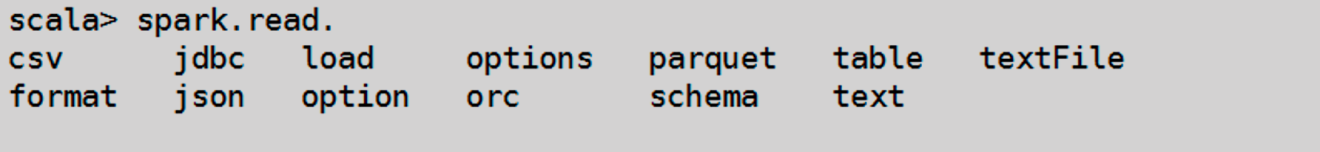 scala> spark.read.
csv jdbc load options parquet table textFile
format json option orc schema text